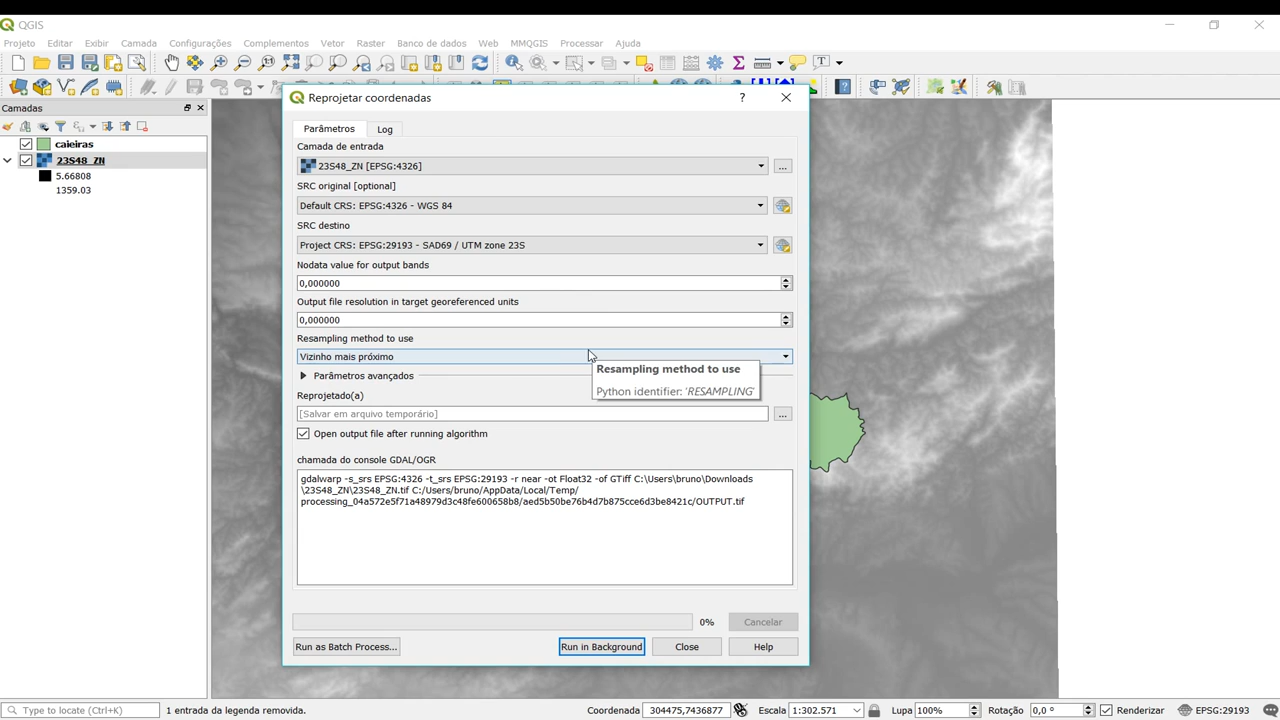 QGIS
Projeto Editar Exibir Camada Configurações Complementos Vetor Raster Banco de dados Web MMQGIS Processar Ajuda
Camadas
caieiras
23S48_ZN
5.66808
1359.03
Reprojetar coordenadas
Parâmetros Log
Camada de entrada
23S48_ZN [EPSG:4326]
SRC original [optional]
Default CRS: EPSG:4326 - WGS 84
SRC destino
Project CRS: EPSG:29193 - SAD69 / UTM zone 23S
Nodata value for output bands
0,000000
Output file resolution in target georeferenced units
0,000000
Resampling method to use
Vizinho mais próximo
Resampling method to use
Python identifier: 'RESAMPLING'
Parâmetros avançados
Reprojetado(a)
[Salvar em arquivo temporário]
Open output file after running algorithm
chamada do console GDAL/OGR
gdalwarp -s_srs EPSG:4326 -t_srs EPSG:29193 -r near -ot Float32 -of GTiff C:\Users\bruno\Downloads
\23S48_ZN\23S48_ZN.tif C:/Users/bruno/AppData/Local/Temp/
processing_04a572e5f71a48979d3c48fe600658b8/aed5b50be76b4d7b875cce6d3be8421c/OUTPUT.tif
0% Cancelar
Run as Batch Process... Run in Background Close Help
Type to locate (Ctrl+K) 1 entrada da legenda removida. Coordenada 304475,7436877 Escala 1:302.571 Lupa 100% Rotação 0,0 ° Renderizar EPSG:29193